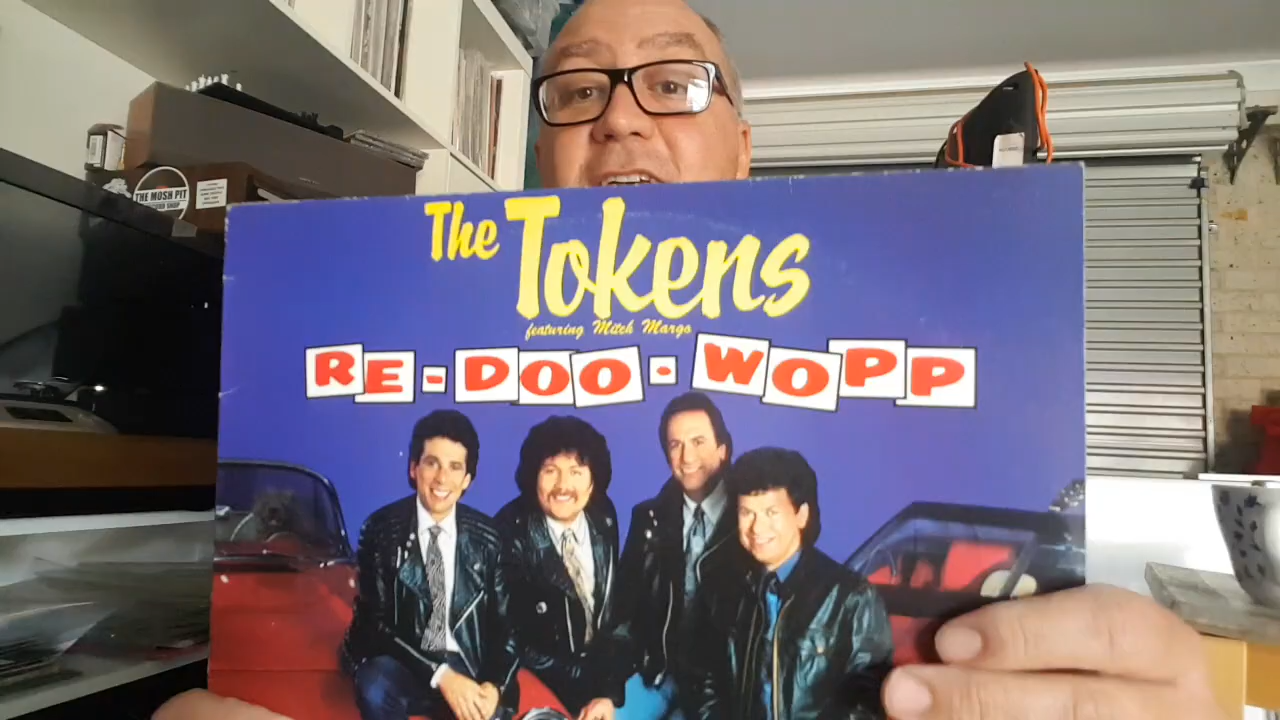 The Tokens
featuring Mitch Margo
RE-DOO-WOPP
THE MOSH PIT